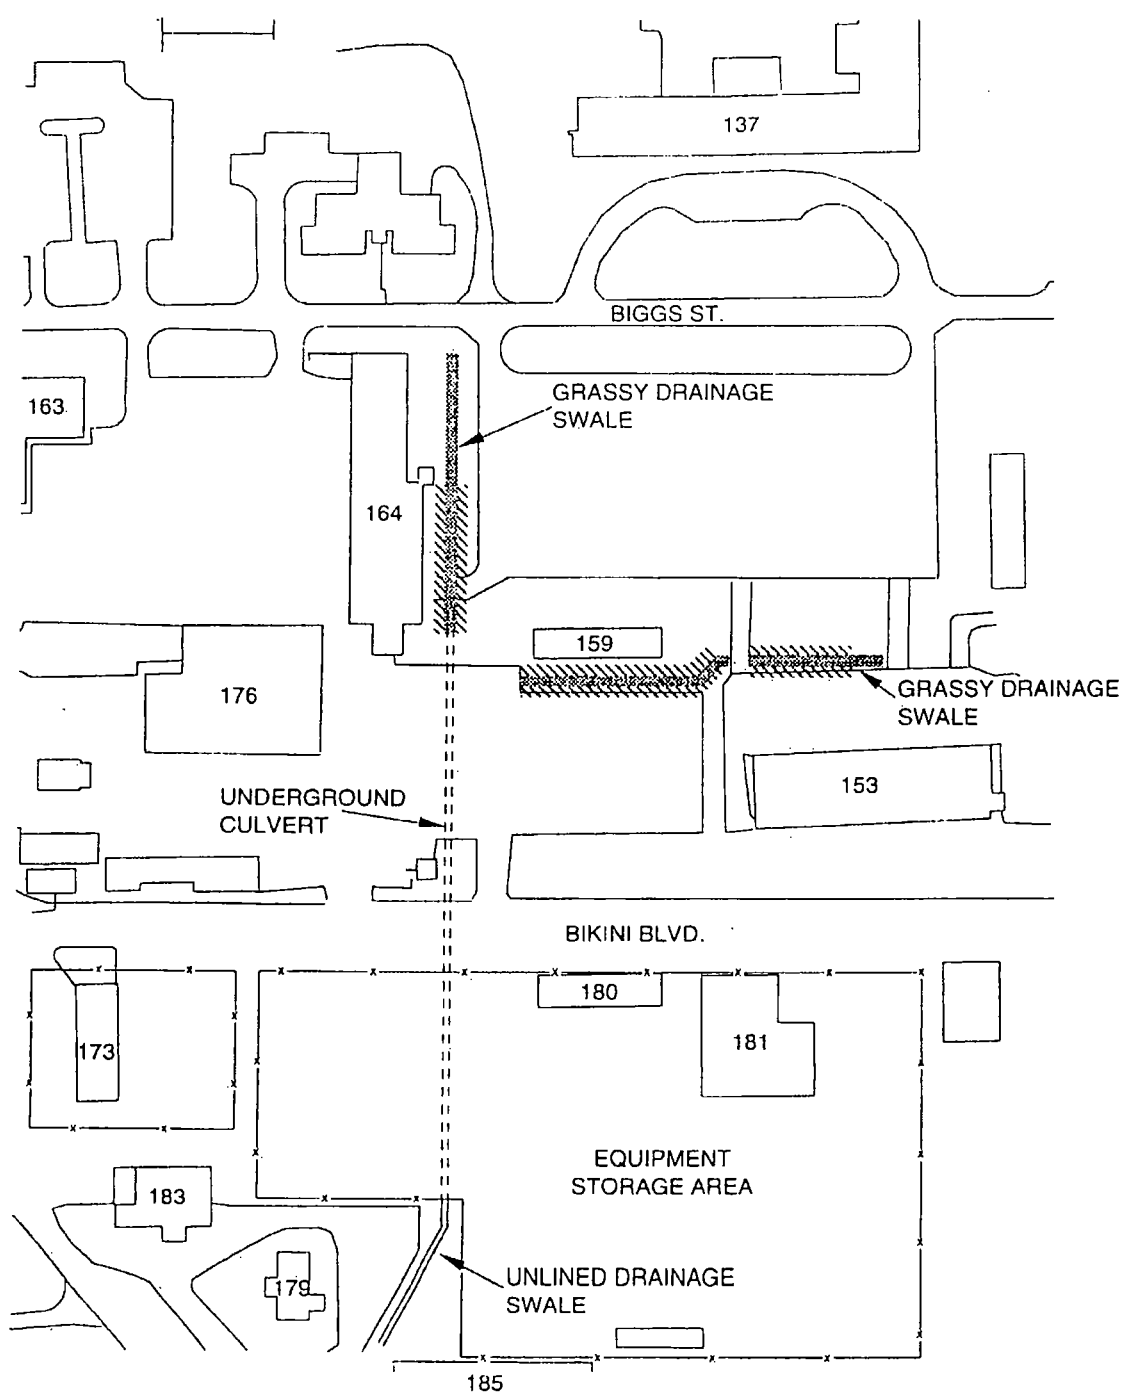 137
BIGGS ST.
GRASSY DRAINAGE
SWALE
163
164
159
176
GRASSY DRAINAGE
SWALE
153
UNDERGROUND
CULVERT
BIKINI BLVD.
180
181
173
EQUIPMENT
STORAGE AREA
183
179
UNLINED DRAINAGE
SWALE
185